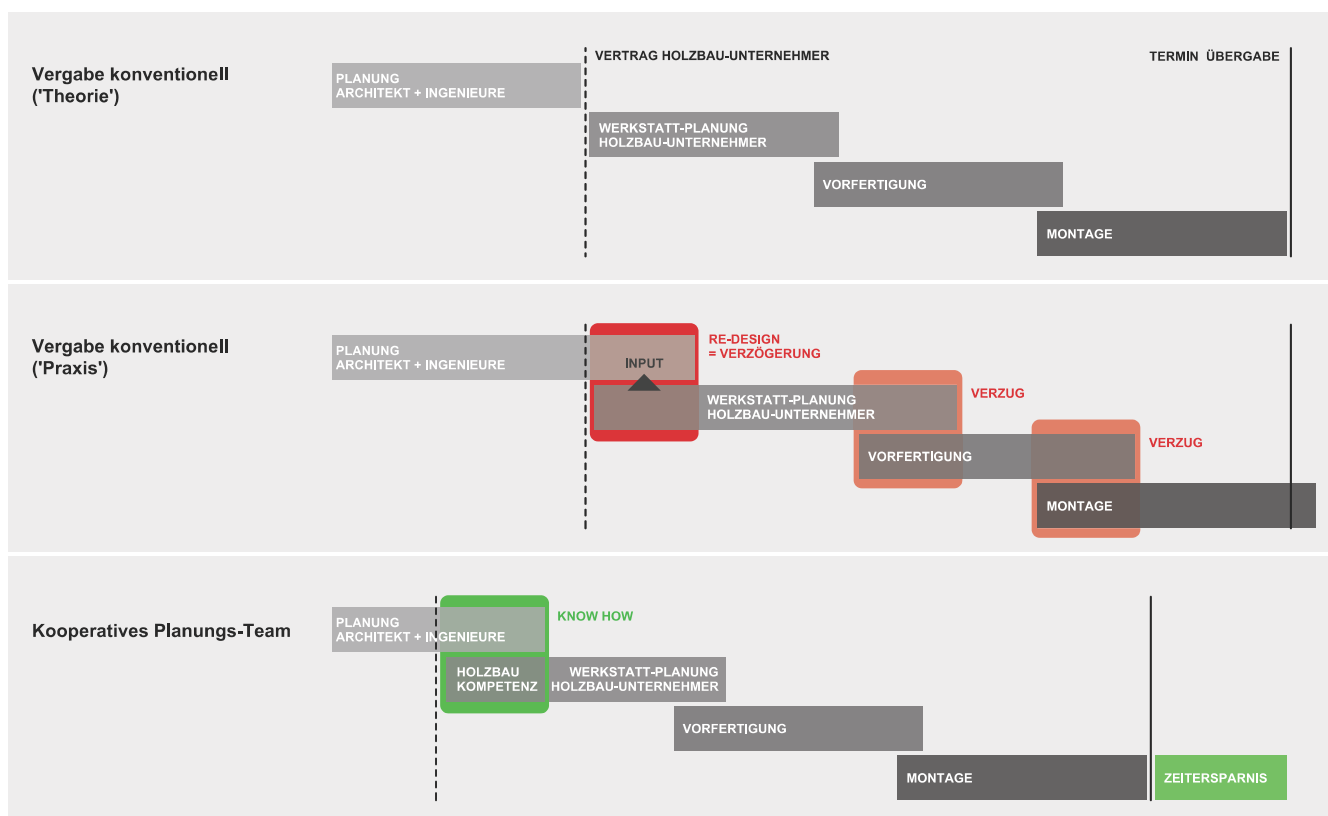 Vergabe konventionell
('Theorie')
VERTRAG HOLZBAU-UNTERNEHMER
TERMIN ÜBERGABE
PLANUNG
ARCHITEKT + INGENIEURE
WERKSTATT-PLANUNG
HOLZBAU-UNTERNEHMER
VORFERTIGUNG
MONTAGE
Vergabe konventionell
('Praxis')
PLANUNG
ARCHITEKT + INGENIEURE
INPUT
RE-DESIGN
= VERZÖGERUNG
WERKSTATT-PLANUNG
HOLZBAU-UNTERNEHMER
VERZUG
VORFERTIGUNG
VERZUG
MONTAGE
Kooperatives Planungs-Team
PLANUNG
ARCHITEKT + INGENIEURE
KNOW HOW
HOLZBAU
KOMPETENZ
WERKSTATT-PLANUNG
HOLZBAU-UNTERNEHMER
VORFERTIGUNG
MONTAGE
ZEITERSPARNIS